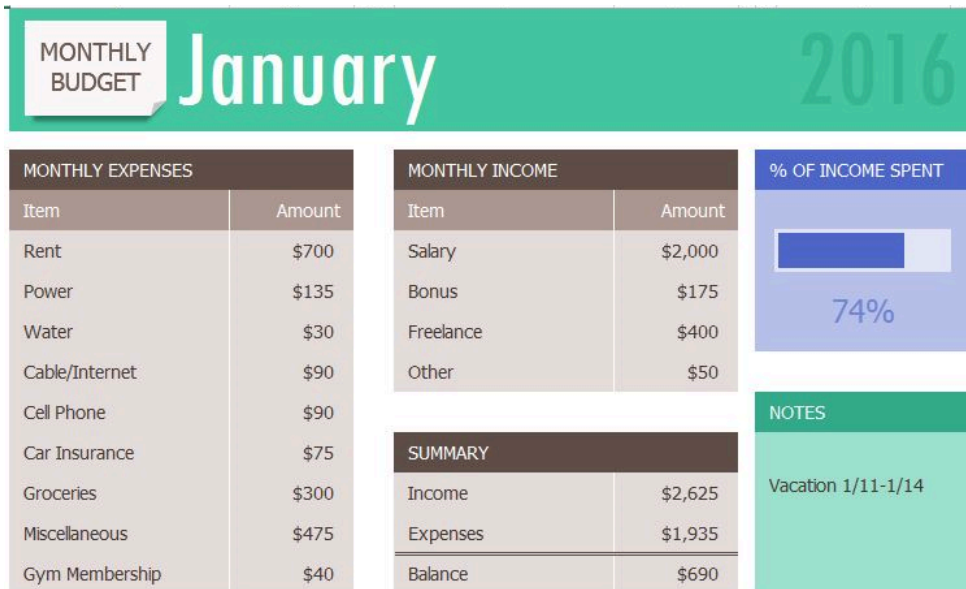 MONTHLY
BUDGET
January
2016
MONTHLY EXPENSES
Item Amount
Rent $700
Power $135
Water $30
Cable/Internet $90
Cell Phone $90
Car Insurance $75
Groceries $300
Miscellaneous $475
Gym Membership $40
MONTHLY INCOME
Item Amount
Salary $2,000
Bonus $175
Freelance $400
Other $50
SUMMARY
Income $2,625
Expenses $1,935
Balance $690
% OF INCOME SPENT
74%
NOTES
Vacation 1/11-1/14